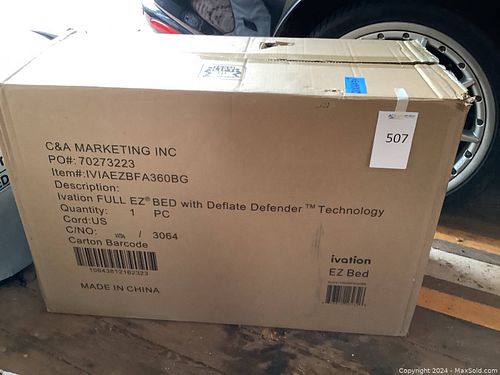 507
C&A MARKETING INC
PO#: 70273223
Item#:IVIAEZBFA360BG
Description:
Ivation FULL EZ® BED with Deflate Defender™ Technology
Quantity: 1 PC
Cord:US
C/NO: / 3064
Carton Barcode
10643812162323
MADE IN CHINA
ivation
EZ Bed
Copyright 2024 - MaxSold.com